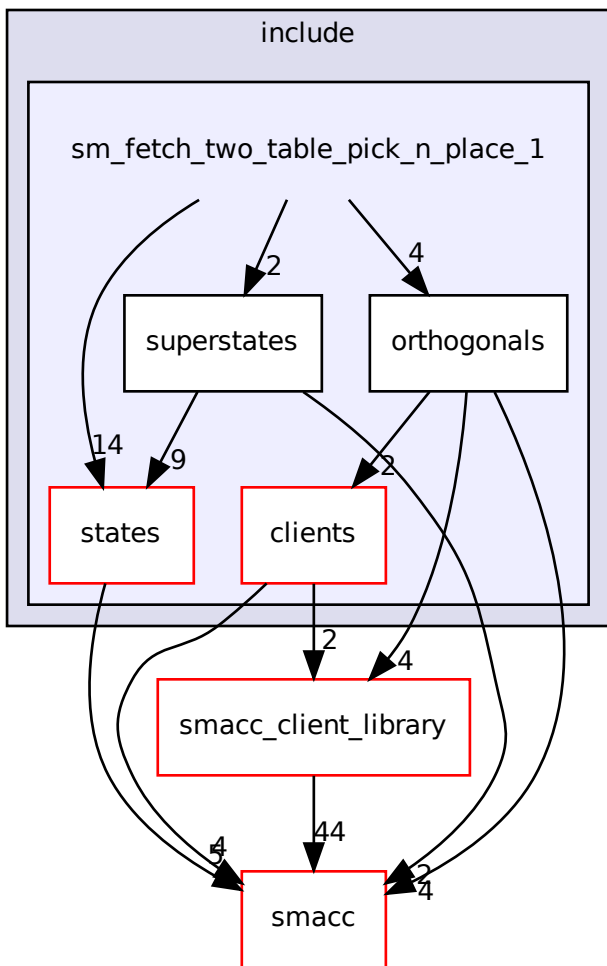 include
sm_fetch_two_table_pick_n_place_1
2
4
superstates
orthogonals
14
9
2
states
clients
2
4
smacc_client_library
4
5
44
2
4
smacc